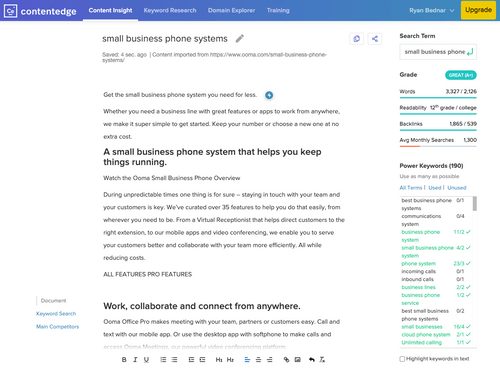 contentedge
Content Insight
Keyword Research
Domain Explorer
Training
Ryan Bednar
Upgrade
small business phone systems
Saved: 4 sec. ago | Content imported from https://www.ooma.com/small-business-phone-
systems/
Get the small business phone system you need for less.
Whether you need a business line with great features or apps to work from anywhere,
we make it super simple to get started. Keep your number or choose a new one at no
extra cost.
A small business phone system that helps you keep
things running.
Watch the Ooma Small Business Phone Overview
During unpredictable times one thing is for sure – staying in touch with your team and
your customers is key. We've curated over 35 features to help you do that easily, from
wherever you need to be. From a Virtual Receptionist that helps direct customers to the
right extension, to our mobile apps and video conferencing, we enable you to serve
your customers better and collaborate with your team more efficiently. All while
reducing costs.
ALL FEATURES PRO FEATURES
Work, collaborate and connect from anywhere.
Ooma Office Pro makes meeting with your team, partners or customers easy. Call and
text with our mobile app. Or use the desktop app with softphone to make calls and
access Ooma Meetings, our powerful video conferencing platform.
Document
Keyword Search
Main Competitors
B I U H1 H2
Search Term
small business phone
Grade GREAT (A+)
Words 3,327 / 2,126
Readability 12th grade / college
Backlinks 1,865 / 539
Avg Monthly Searches 1,300
Power Keywords (190)
Use as many as possible
All Terms | Used | Unused
best business phone 0/1
systems
communications 0/4
system
business phone 11/2
system
small business phone 4/2
systems
phone system 23/3
incoming calls 0/2
inbound calls 0/1
business lines 2/2
business phone 1/2
service
best small business 0/2
phone systems
small businesses 16/4
cloud phone system 2/1
Unlimited calling 1/1
Highlight keywords in text